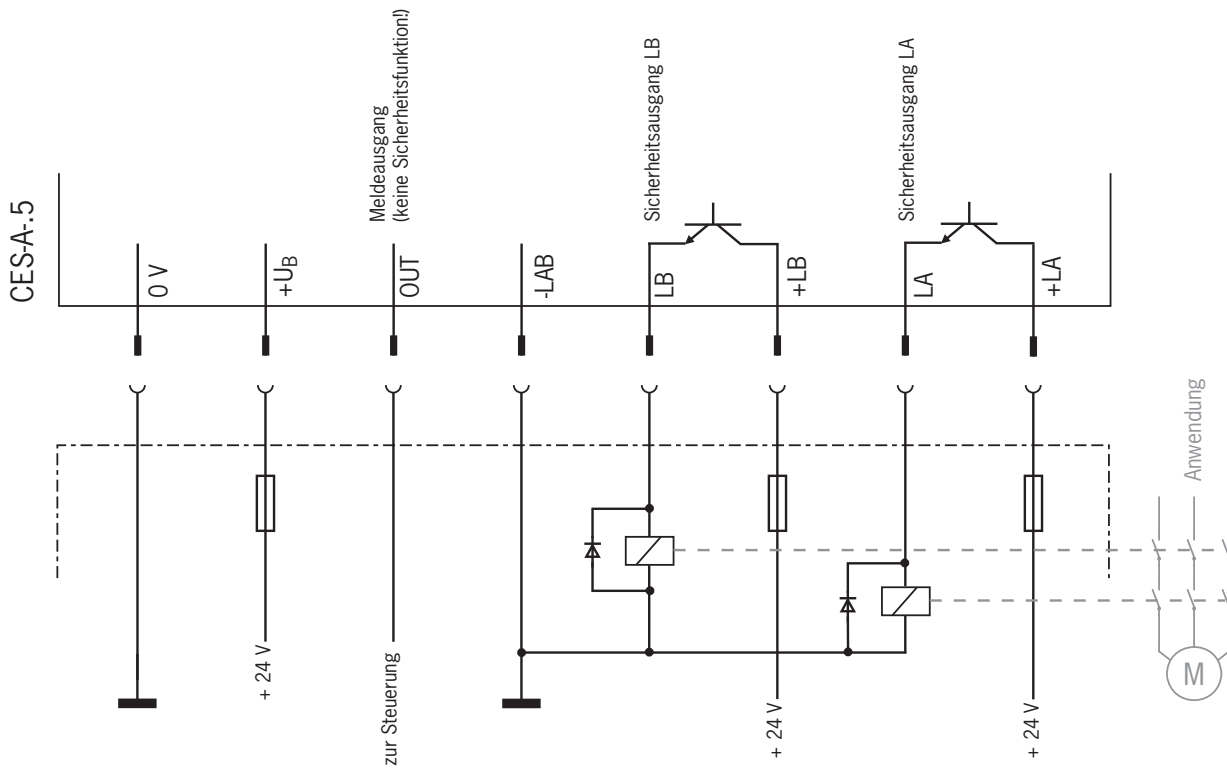 CES-A-.5
0 V
+UB
OUT
Meldeausgang
(keine Sicherheitsfunktion!)
-LAB
LB
Sicherheitsausgang LB
+LB
LA
Sicherheitsausgang LA
+LA
+ 24 V
zur Steuerung
+ 24 V
+ 24 V
Anwendung
M